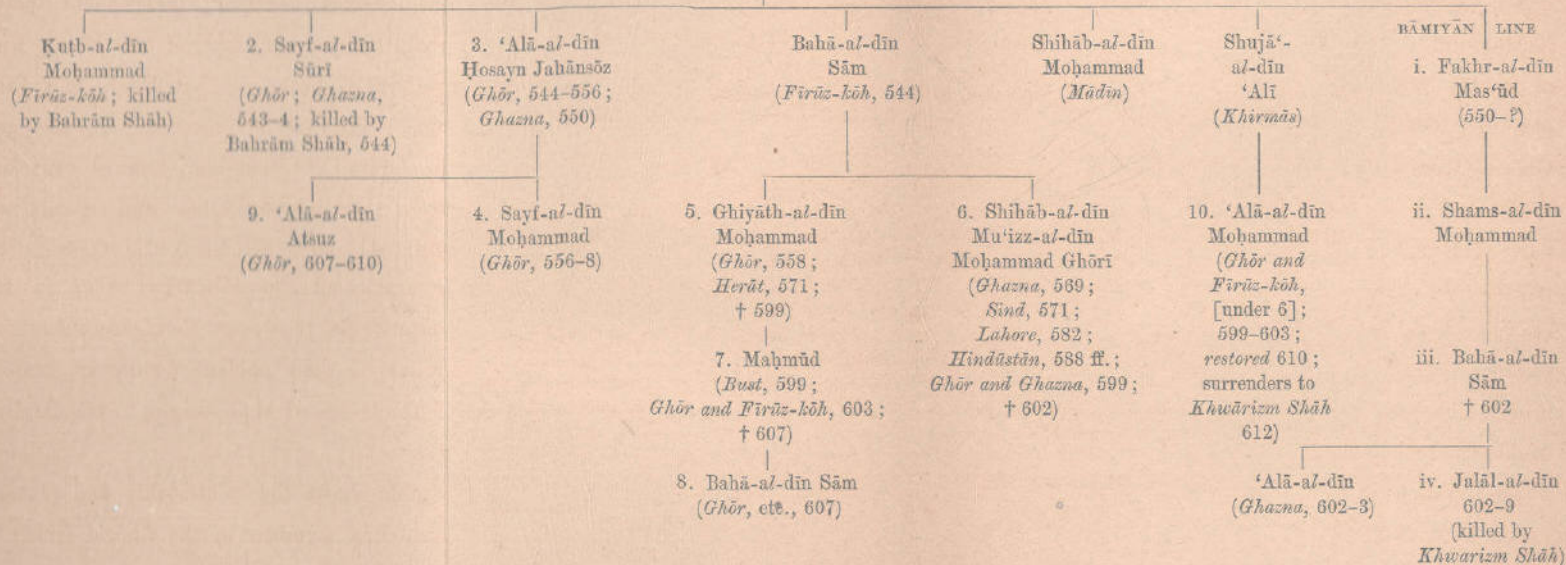 Ḳuṭb-al-dīn
Moḥammad
(Fīrūz-kōh; killed
by Bahrām Shāh)
2. Sayf-al-dīn
Sūrī
(Ghōr; Ghazna,
543–4; killed by
Bahrām Shāh, 544)
3. ‘Alā-al-dīn
Ḥosayn Jahānsōz
(Ghōr, 544–556;
Ghazna, 550)
Bahā-al-dīn
Sām
(Fīrūz-kōh, 544)
Shihāb-al-dīn
Moḥammad
(Mādīn)
Shujā‘-
al-dīn
‘Alī
(Khirmās)
BĀMIYĀN LINE
i. Fakhr-al-dīn
Mas‘ūd
(550–?)
9. ‘Alā-al-dīn
Atsuz
(Ghōr, 607–610)
4. Sayf-al-dīn
Moḥammad
(Ghōr, 556–8)
5. Ghiyāth-al-dīn
Moḥammad
(Ghōr, 558;
Herāt, 571;
† 599)
7. Maḥmūd
(Bust, 599;
Ghōr and Fīrūz-kōh, 603;
† 607)
8. Bahā-al-dīn Sām
(Ghōr, etc., 607)
6. Shihāb-al-dīn
Mu‘izz-al-dīn
Moḥammad Ghōrī
(Ghazna, 569;
Sind, 571;
Lahore, 582;
Hindūstān, 588 ff.;
Ghōr and Ghazna, 599;
† 602)
10. ‘Alā-al-dīn
Moḥammad
(Ghōr and
Fīrūz-kōh,
[under 6];
599–603;
restored 610;
surrenders to
Khwārizm Shāh
612)
ii. Shams-al-dīn
Moḥammad
iii. Bahā-al-dīn
Sām
† 602
‘Alā-al-dīn
(Ghazna, 602–3)
iv. Jalāl-al-dīn
602–9
(killed by
Khwarizm Shāh)